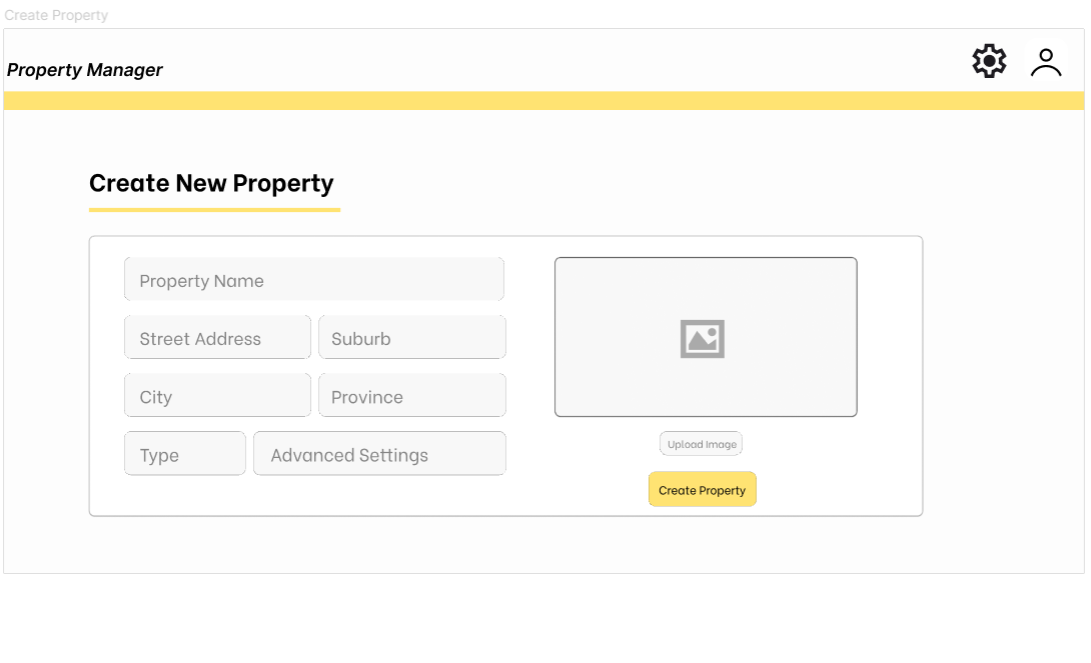 Create Property
Property Manager
Create New Property
Property Name
Street Address
Suburb
City
Province
Type
Advanced Settings
Upload Image
Create Property